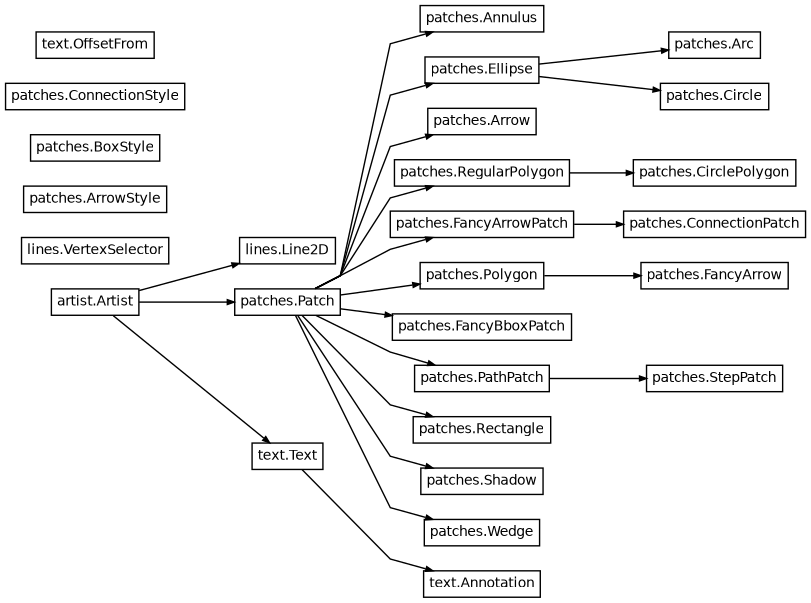 text.OffsetFrom
patches.ConnectionStyle
patches.BoxStyle
patches.ArrowStyle
lines.VertexSelector
artist.Artist
lines.Line2D
patches.Patch
text.Text
patches.Annulus
patches.Ellipse
patches.Arrow
patches.RegularPolygon
patches.FancyArrowPatch
patches.Polygon
patches.FancyBboxPatch
patches.PathPatch
patches.Rectangle
patches.Shadow
patches.Wedge
text.Annotation
patches.Arc
patches.Circle
patches.CirclePolygon
patches.ConnectionPatch
patches.FancyArrow
patches.StepPatch